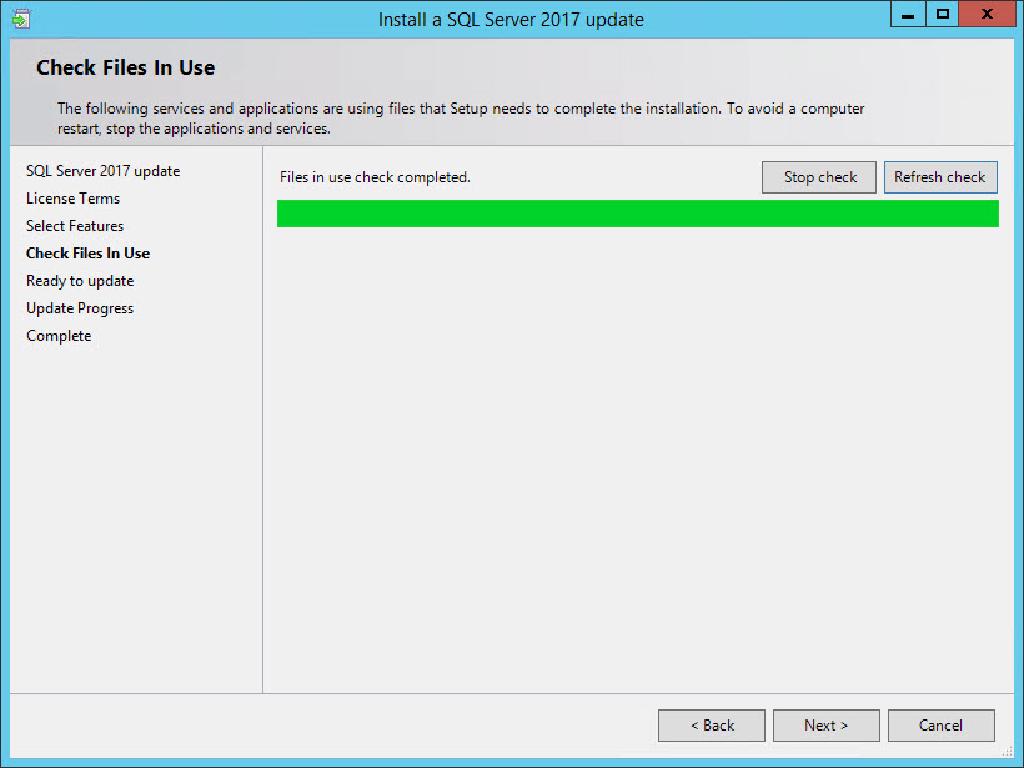 Install a SQL Server 2017 update
Check Files In Use
The following services and applications are using files that Setup needs to complete the installation. To avoid a computer
restart, stop the applications and services.
SQL Server 2017 update
License Terms
Select Features
Check Files In Use
Ready to update
Update Progress
Complete
Files in use check completed.
Stop check
Refresh check
< Back
Next >
Cancel